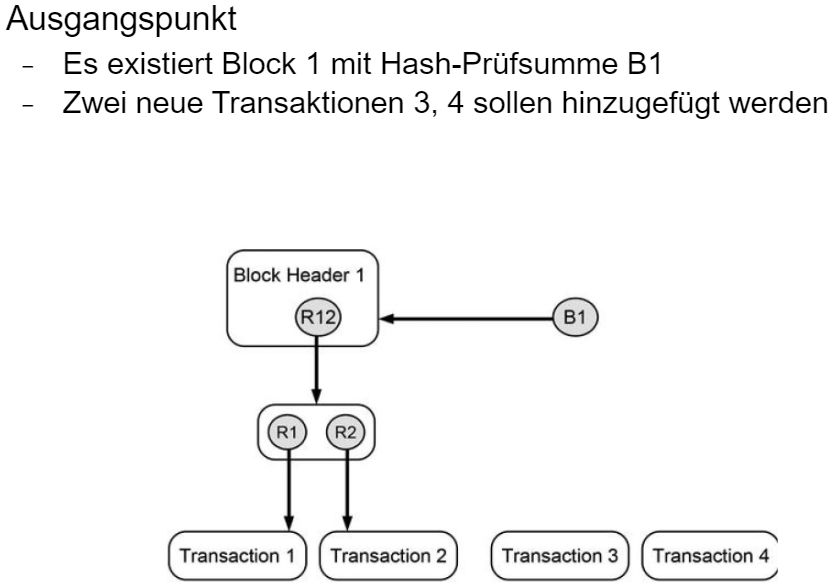 Ausgangspunkt
- Es existiert Block 1 mit Hash-Prüfsumme B1
- Zwei neue Transaktionen 3, 4 sollen hinzugefügt werden
Block Header 1
R12
B1
R1 R2
Transaction 1 Transaction 2 Transaction 3 Transaction 4